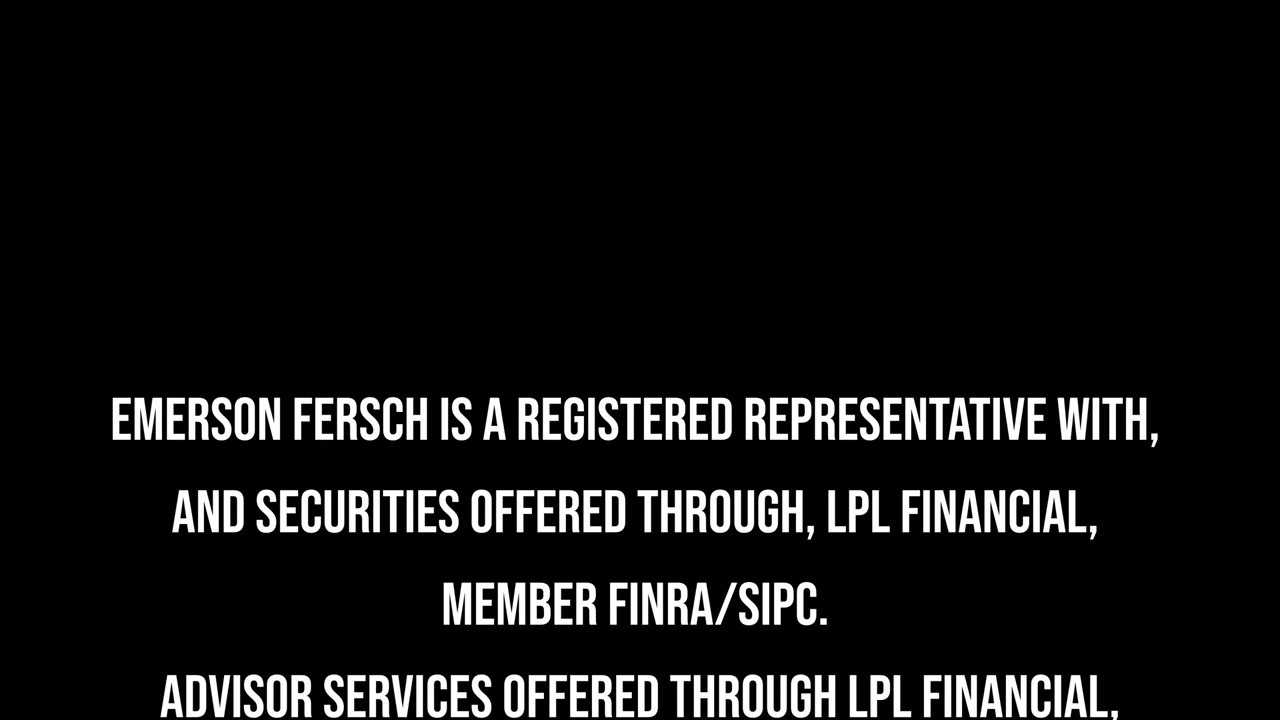 EMERSON FERSCH IS A REGISTERED REPRESENTATIVE WITH,
AND SECURITIES OFFERED THROUGH, LPL FINANCIAL,
MEMBER FINRA/SIPC.
ADVISOR SERVICES OFFERED THROUGH LPL FINANCIAL,